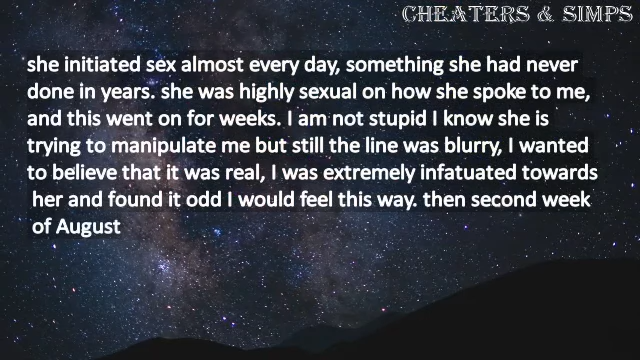 CHEATERS & SIMPS
she initiated sex almost every day, something she had never
done in years. she was highly sexual on how she spoke to me,
and this went on for weeks. I am not stupid I know she is
trying to manipulate me but still the line was blurry, I wanted
to believe that it was real, I was extremely infatuated towards
her and found it odd I would feel this way. then second week
of August